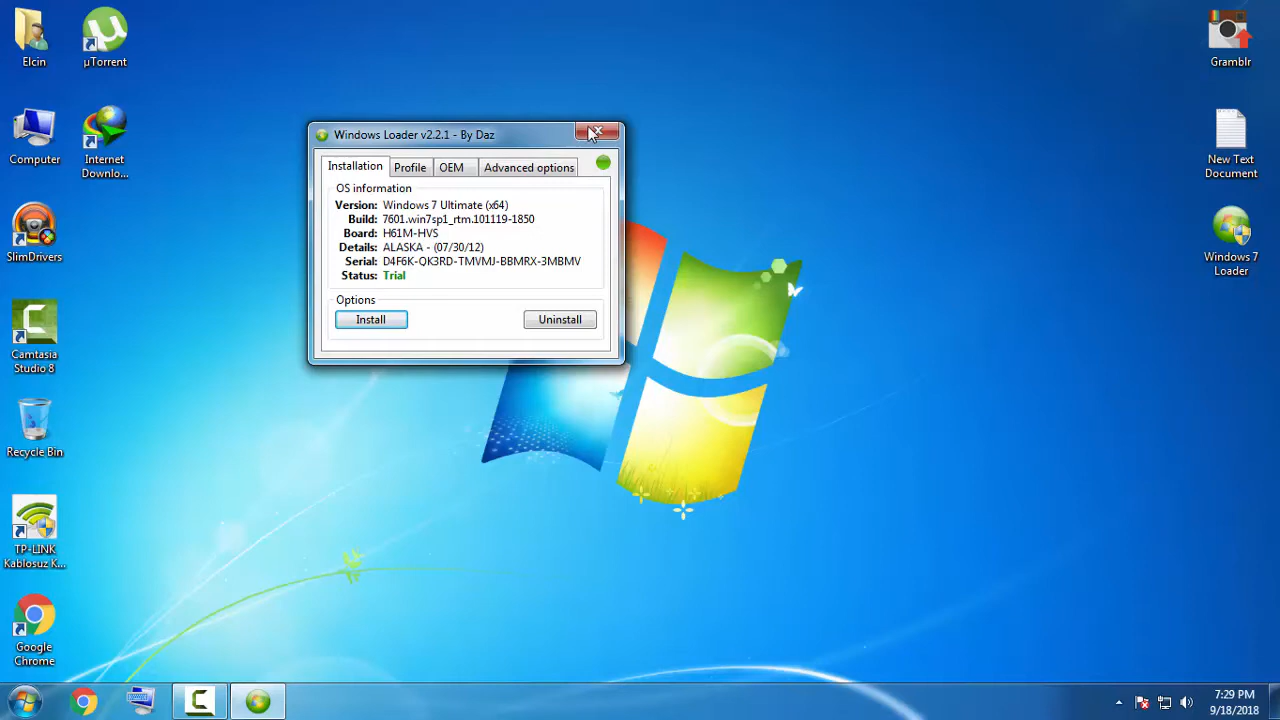 Elcin
µTorrent
Computer
Internet
Downlo...
SlimDrivers
Camtasia
Studio 8
Recycle Bin
TP-LINK
Kablosuz K...
Google
Chrome
Windows Loader v2.2.1 - By Daz
Installation
Profile
OEM
Advanced options
OS information
Version: Windows 7 Ultimate (x64)
Build: 7601.win7sp1_rtm.101119-1850
Board: H61M-HVS
Details: ALASKA - (07/30/12)
Serial: D4F6K-QK3RD-TMVMJ-BBMRX-3MBMV
Status: Trial
Options
Install
Uninstall
Gramblr
New Text
Document
Windows 7
Loader
7:29 PM
9/18/2018